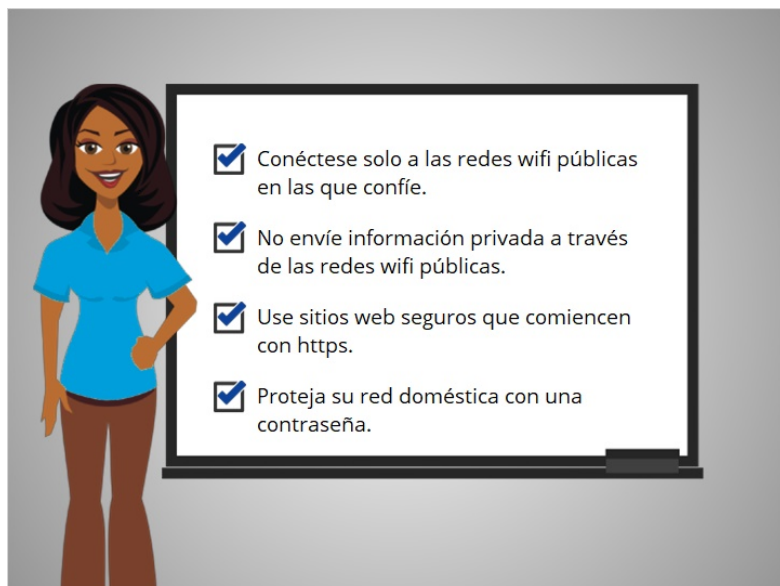 Conéctese solo a las redes wifi públicas
en las que confíe.
No envíe información privada a través
de las redes wifi públicas.
Use sitios web seguros que comiencen
con https.
Proteja su red doméstica con una
contraseña.